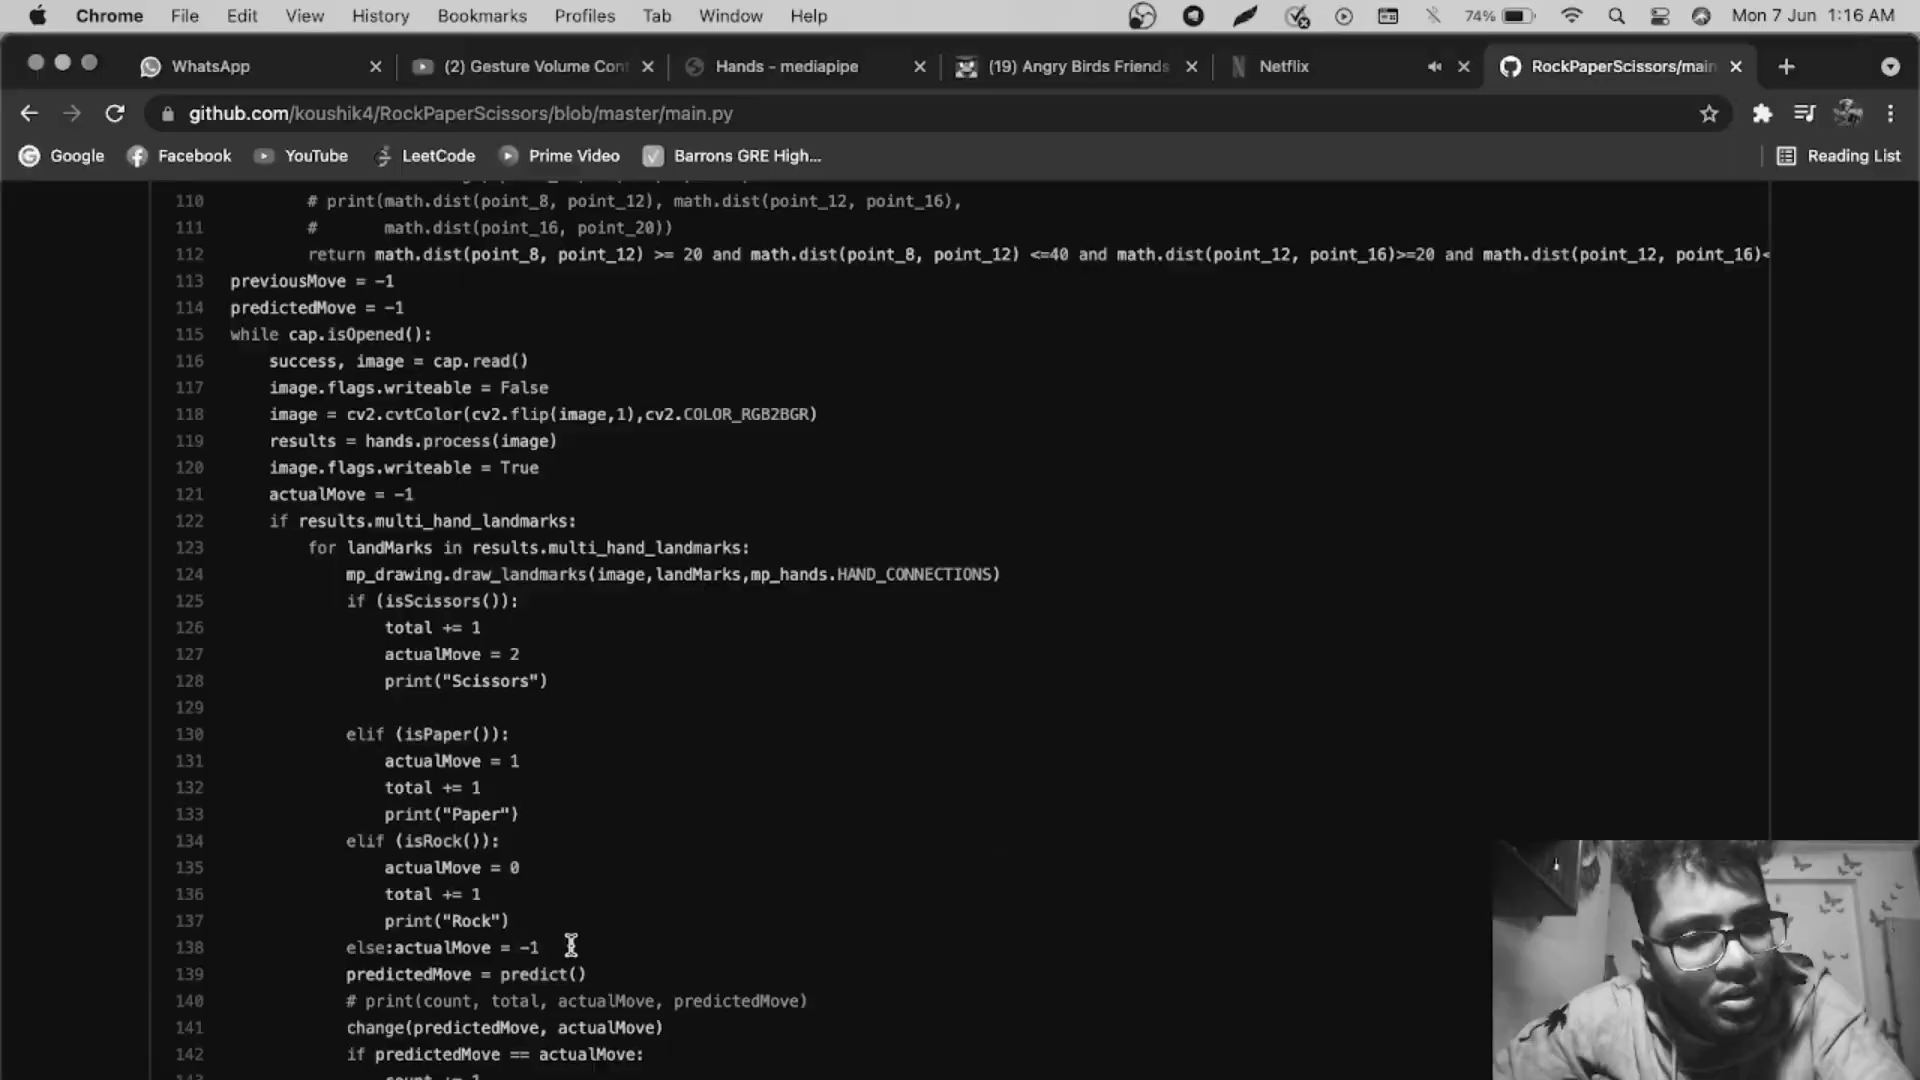 Chrome File Edit View History Bookmarks Profiles Tab Window Help 74% Mon 7 Jun 1:16 AM
WhatsApp (2) Gesture Volume Cont Hands - mediapipe (19) Angry Birds Friends Netflix RockPaperScissors/main
github.com/koushik4/RockPaperScissors/blob/master/main.py
Google Facebook YouTube LeetCode Prime Video Barrons GRE High... Reading List
110 # print(math.dist(point_8, point_12), math.dist(point_12, point_16),
111 # math.dist(point_16, point_20))
112 return math.dist(point_8, point_12) >= 20 and math.dist(point_8, point_12) <=40 and math.dist(point_12, point_16)>=20 and math.dist(point_12, point_16)<
113 previousMove = -1
114 predictedMove = -1
115 while cap.isOpened():
116 success, image = cap.read()
117 image.flags.writeable = False
118 image = cv2.cvtColor(cv2.flip(image,1),cv2.COLOR_RGB2BGR)
119 results = hands.process(image)
120 image.flags.writeable = True
121 actualMove = -1
122 if results.multi_hand_landmarks:
123 for landMarks in results.multi_hand_landmarks:
124 mp_drawing.draw_landmarks(image,landMarks,mp_hands.HAND_CONNECTIONS)
125 if (isScissors()):
126 total += 1
127 actualMove = 2
128 print("Scissors")
129
130 elif (isPaper()):
131 actualMove = 1
132 total += 1
133 print("Paper")
134 elif (isRock()):
135 actualMove = 0
136 total += 1
137 print("Rock")
138 else:actualMove = -1
139 predictedMove = predict()
140 # print(count, total, actualMove, predictedMove)
141 change(predictedMove, actualMove)
142 if predictedMove == actualMove: